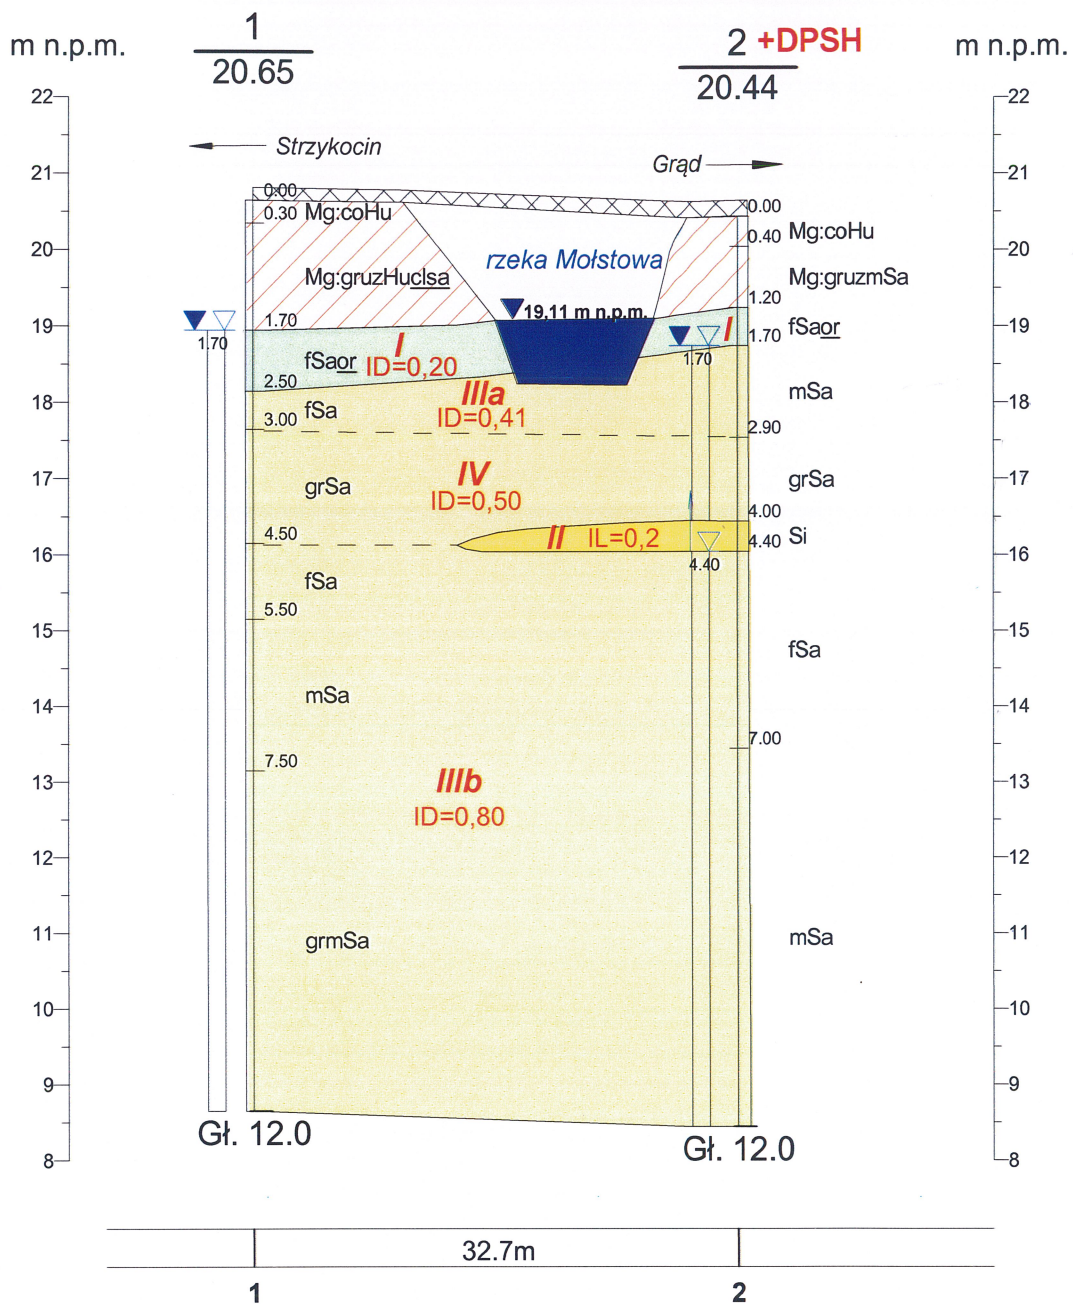 1
20.65
2 +DPSH
20.44
m n.p.m.
m n.p.m.
22
21
20
19
18
17
16
15
14
13
12
11
10
9
8
22
21
20
19
18
17
16
15
14
13
12
11
10
9
8
Strzykocin
Grąd
0.00
0.30
1.70
2.50
3.00
4.50
5.50
7.50
Mg:coHu
Mg:gruzHuclsa
fSaor
fSa
grSa
fSa
mSa
grmSa
rzeka Mołstowa
19,11 m n.p.m.
I
ID=0,20
IIIa
ID=0,41
IV
ID=0,50
II IL=0,2
IIIb
ID=0,80
I
1.70
1.70
4.40
0.00
0.40
1.20
1.70
2.90
4.00
4.40
7.00
Mg:coHu
Mg:gruzmSa
fSaor
mSa
grSa
Si
fSa
mSa
Gł. 12.0
Gł. 12.0
32.7m
1
2